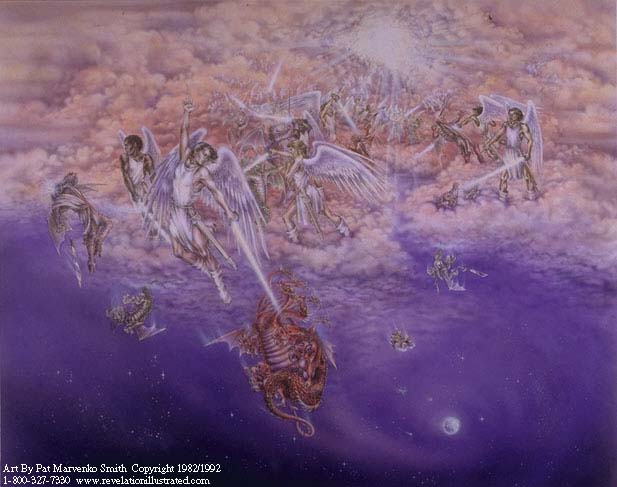 Art By Pat Marvenko Smith  Copyright 1982/1992
1-800-327-7330  www.revelationillustrated.com